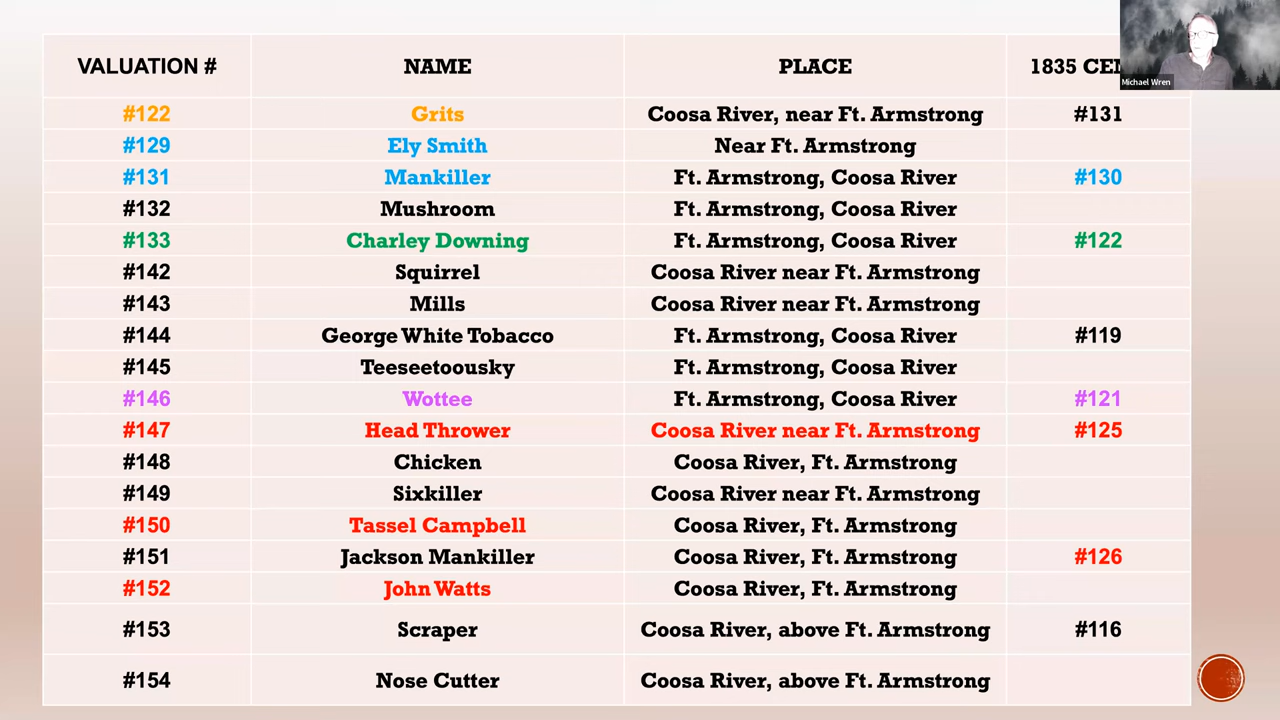 VALUATION # NAME PLACE 1835 CEN
Michael Wren
#122 Grits Coosa River, near Ft. Armstrong #131
#129 Ely Smith Near Ft. Armstrong
#131 Mankiller Ft. Armstrong, Coosa River #130
#132 Mushroom Ft. Armstrong, Coosa River
#133 Charley Downing Ft. Armstrong, Coosa River #122
#142 Squirrel Coosa River near Ft. Armstrong
#143 Mills Coosa River near Ft. Armstrong
#144 George White Tobacco Ft. Armstrong, Coosa River #119
#145 Teeseetoousky Ft. Armstrong, Coosa River
#146 Wottee Ft. Armstrong, Coosa River #121
#147 Head Thrower Coosa River near Ft. Armstrong #125
#148 Chicken Coosa River, Ft. Armstrong
#149 Sixkiller Coosa River near Ft. Armstrong
#150 Tassel Campbell Coosa River, Ft. Armstrong
#151 Jackson Mankiller Coosa River, Ft. Armstrong #126
#152 John Watts Coosa River, Ft. Armstrong
#153 Scraper Coosa River, above Ft. Armstrong #116
#154 Nose Cutter Coosa River, above Ft. Armstrong